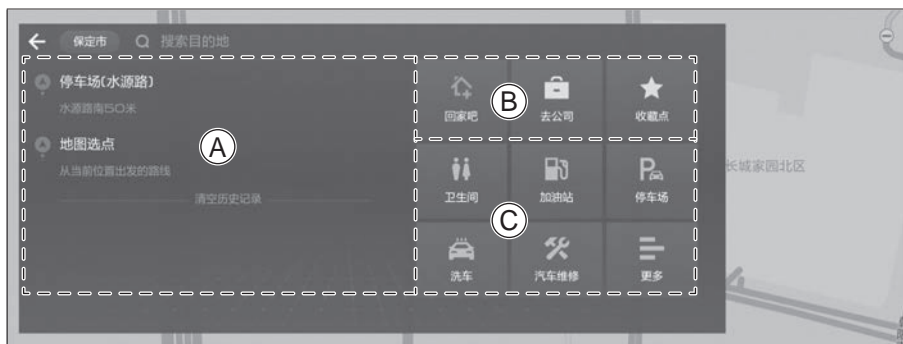 保定市 搜索目的地
停车场(水源路)
水源路南50米
地图选点
从当前位置出发的路线
清空历史记录
A
回家吧 去公司 收藏点
B
卫生间 加油站 停车场
C
洗车 汽车维修 更多
长城家园北区